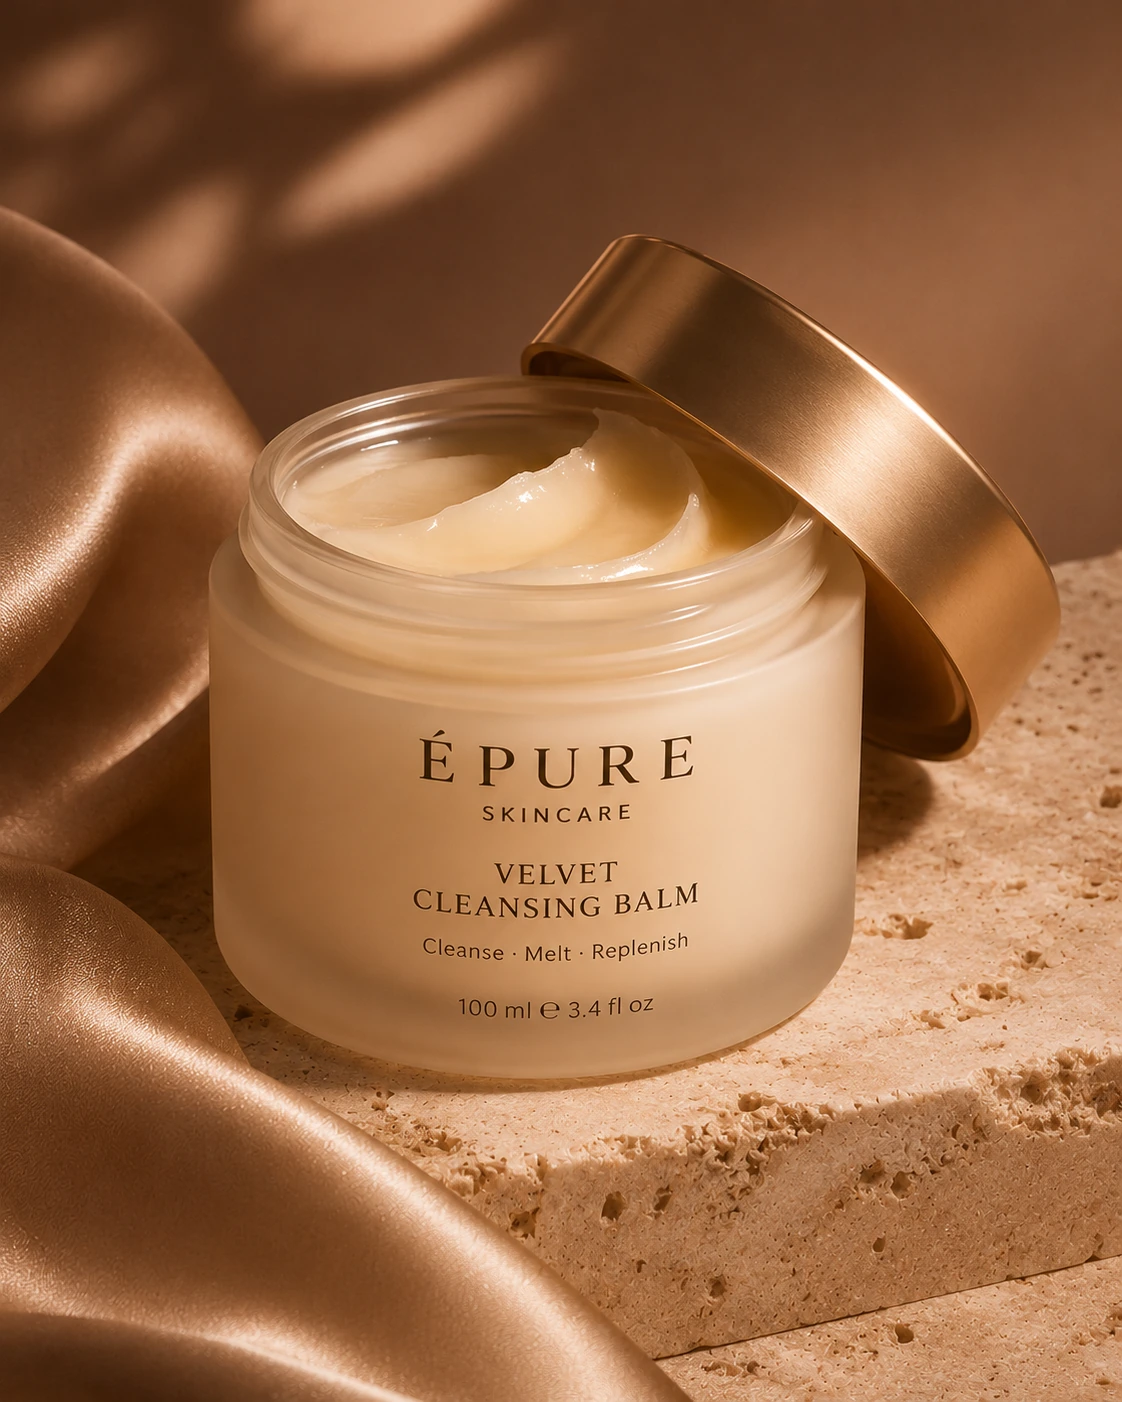 ÉPURE
SKINCARE
VELVET
CLEANSING BALM
Cleanse · Melt · Replenish
100 ml ℮ 3.4 fl oz